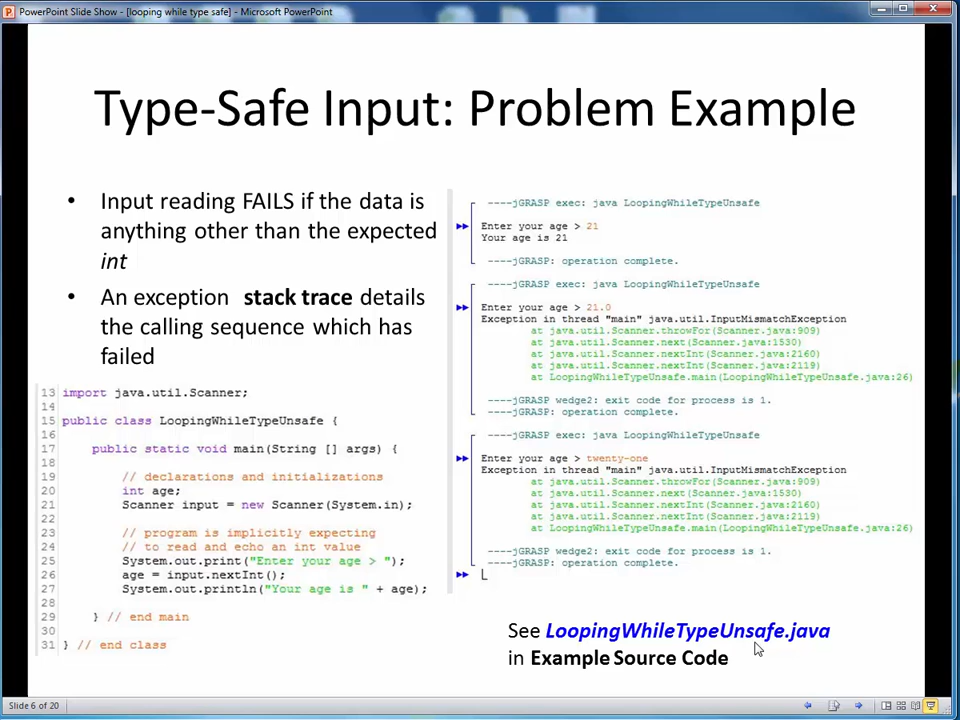 PowerPoint Slide Show - [looping while type safe] - Microsoft PowerPoint
Type-Safe Input: Problem Example
• Input reading FAILS if the data is
anything other than the expected
int
• An exception stack trace details
the calling sequence which has
failed
13 import java.util.Scanner;
14
15 public class LoopingWhileTypeUnsafe {
16
17 public static void main(String [] args) {
18
19 // declarations and initializations
20 int age;
21 Scanner input = new Scanner(System.in);
22
23 // program is implicitly expecting
24 // to read and echo an int value
25 System.out.print("Enter your age > ");
26 age = input.nextInt();
27 System.out.println("Your age is " + age);
28
29 } // end main
30
31 } // end class
----jGRASP exec: java LoopingWhileTypeUnsafe
Enter your age > 21
Your age is 21
----jGRASP: operation complete.
----jGRASP exec: java LoopingWhileTypeUnsafe
Enter your age > 21.0
Exception in thread "main" java.util.InputMismatchException
at java.util.Scanner.throwFor(Scanner.java:909)
at java.util.Scanner.next(Scanner.java:1530)
at java.util.Scanner.nextInt(Scanner.java:2160)
at java.util.Scanner.nextInt(Scanner.java:2119)
at LoopingWhileTypeUnsafe.main(LoopingWhileTypeUnsafe.java:26)
----jGRASP wedge2: exit code for process is 1.
----jGRASP: operation complete.
----jGRASP exec: java LoopingWhileTypeUnsafe
Enter your age > twenty-one
Exception in thread "main" java.util.InputMismatchException
at java.util.Scanner.throwFor(Scanner.java:909)
at java.util.Scanner.next(Scanner.java:1530)
at java.util.Scanner.nextInt(Scanner.java:2160)
at java.util.Scanner.nextInt(Scanner.java:2119)
at LoopingWhileTypeUnsafe.main(LoopingWhileTypeUnsafe.java:26)
----jGRASP wedge2: exit code for process is 1.
----jGRASP: operation complete.
See LoopingWhileTypeUnsafe.java
in Example Source Code
Slide 6 of 20